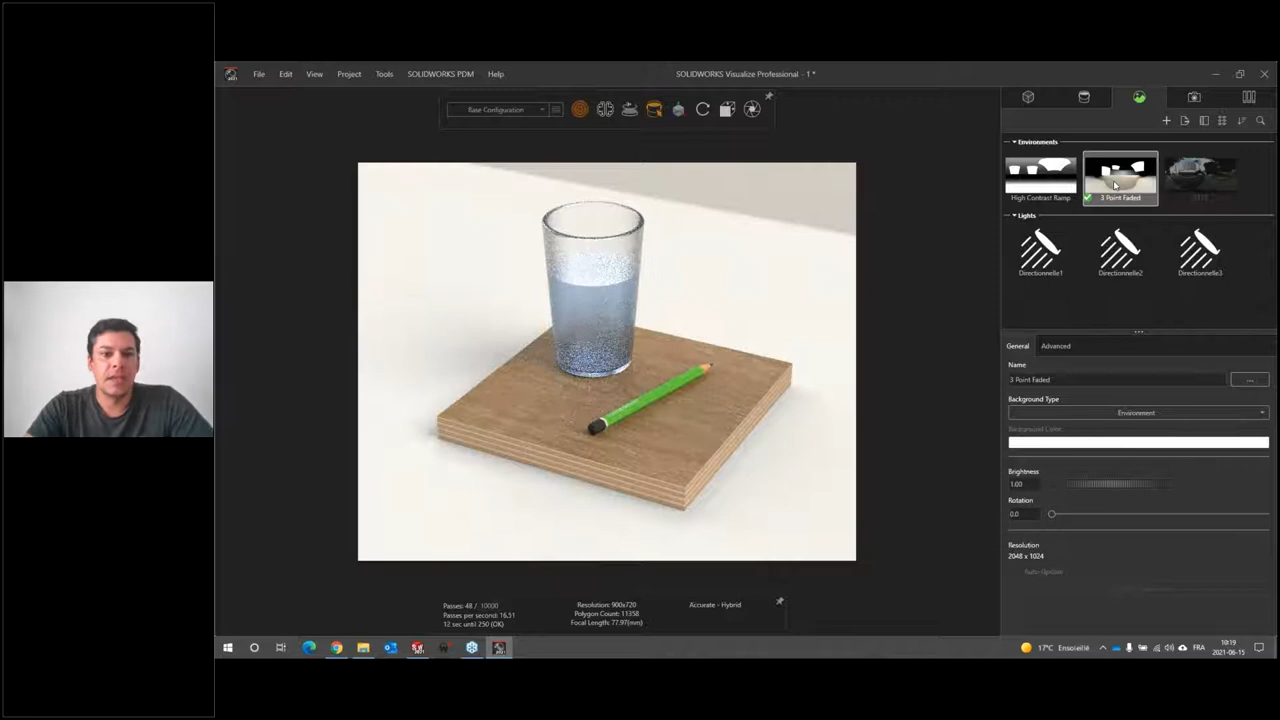 File Edit View Project Tools SOLIDWORKS PDM Help
SOLIDWORKS Visualize Professional - 1 *
Base Configuration
Environments
High Contrast Ramp
3 Point Faded
Lights
Directionnelle1
Directionnelle2
Directionnelle3
General Advanced
Name
3 Point Faded
...
Background Type
Environment
Background Color
Brightness
1.00
Rotation
0.0
Resolution
2048 x 1024
Auto-Update
Passes: 48 / 10000
Passes per second: 16.51
12 sec until 250 (OK)
Resolution: 900x720
Polygon Count: 11358
Focal Length: 77.97(mm)
Accurate - Hybrid
17°C Ensoleillé
FRA
10:19
2021-06-15